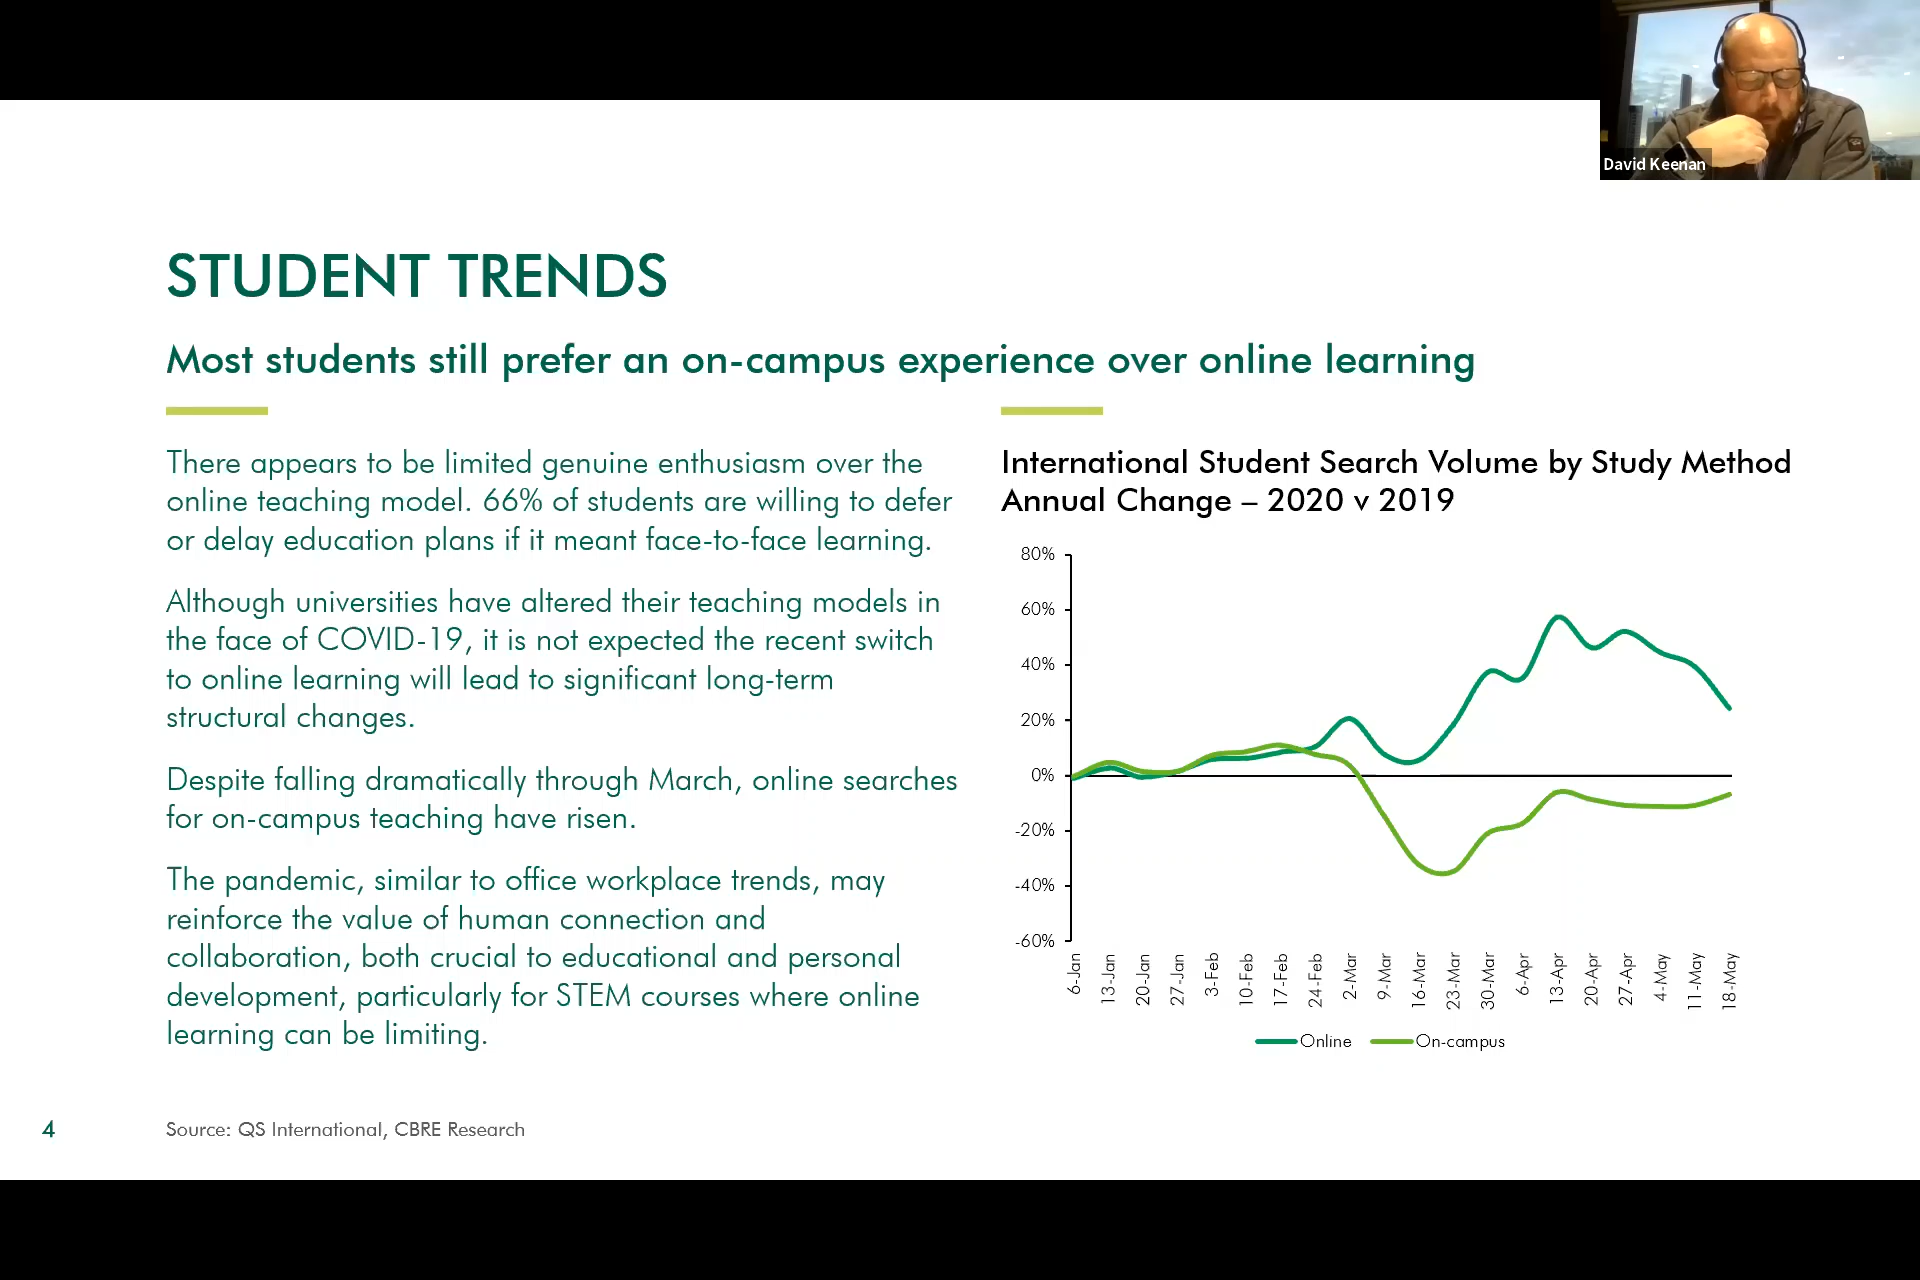 David Keenan
STUDENT TRENDS
Most students still prefer an on-campus experience over online learning
There appears to be limited genuine enthusiasm over the
online teaching model. 66% of students are willing to defer
or delay education plans if it meant face-to-face learning.
Although universities have altered their teaching models in
the face of COVID-19, it is not expected the recent switch
to online learning will lead to significant long-term
structural changes.
Despite falling dramatically through March, online searches
for on-campus teaching have risen.
The pandemic, similar to office workplace trends, may
reinforce the value of human connection and
collaboration, both crucial to educational and personal
development, particularly for STEM courses where online
learning can be limiting.
International Student Search Volume by Study Method
Annual Change – 2020 v 2019
80%
60%
40%
20%
0%
-20%
-40%
-60%
6-Jan
13-Jan
20-Jan
27-Jan
3-Feb
10-Feb
17-Feb
24-Feb
2-Mar
9-Mar
16-Mar
23-Mar
30-Mar
6-Apr
13-Apr
20-Apr
27-Apr
4-May
11-May
18-May
Online
On-campus
4
Source: QS International, CBRE Research